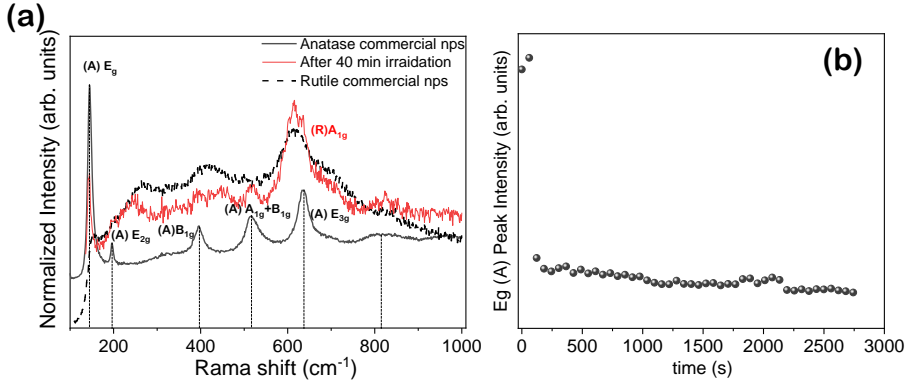 (a)
Anatase commercial nps
After 40 min irraidation
Rutile commercial nps
(A) Eg
(R)A1g
(A) E2g
(A)B1g
(A) A1g+B1g
(A) E3g
Normalized Intensity (arb. units)
200 400 600 800 1000
Rama shift (cm-1)
(b)
Eg (A) Peak Intensity (arb. units)
0 500 1000 1500 2000 2500 3000
time (s)